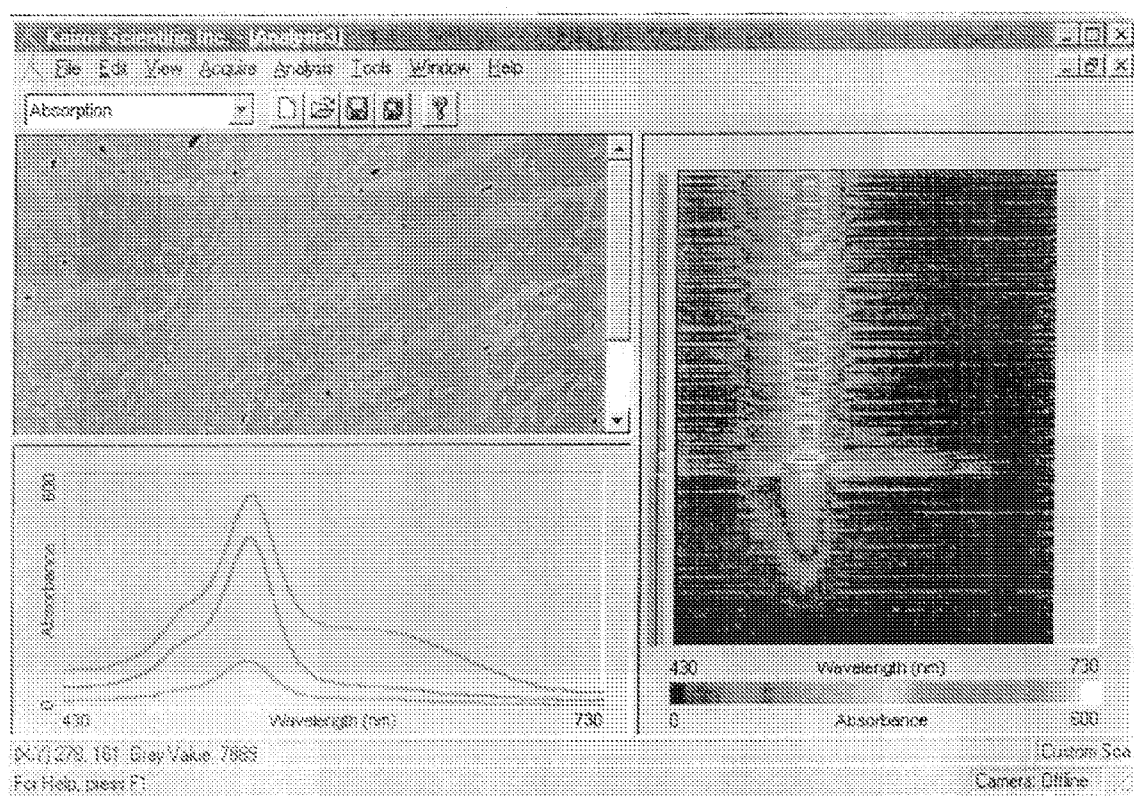 Kairos Scientific Inc. - [Analysis3]
File Edit View Acquire Analysis Tools Window Help
Absorption
600
Absorbance
0
430 Wavelength (nm) 730
430 Wavelength (nm) 730
0 Absorbance 600
(X,Y) 279, 161 Gray Value: 7889
Custom Sca
For Help, press F1
Camera: Offline